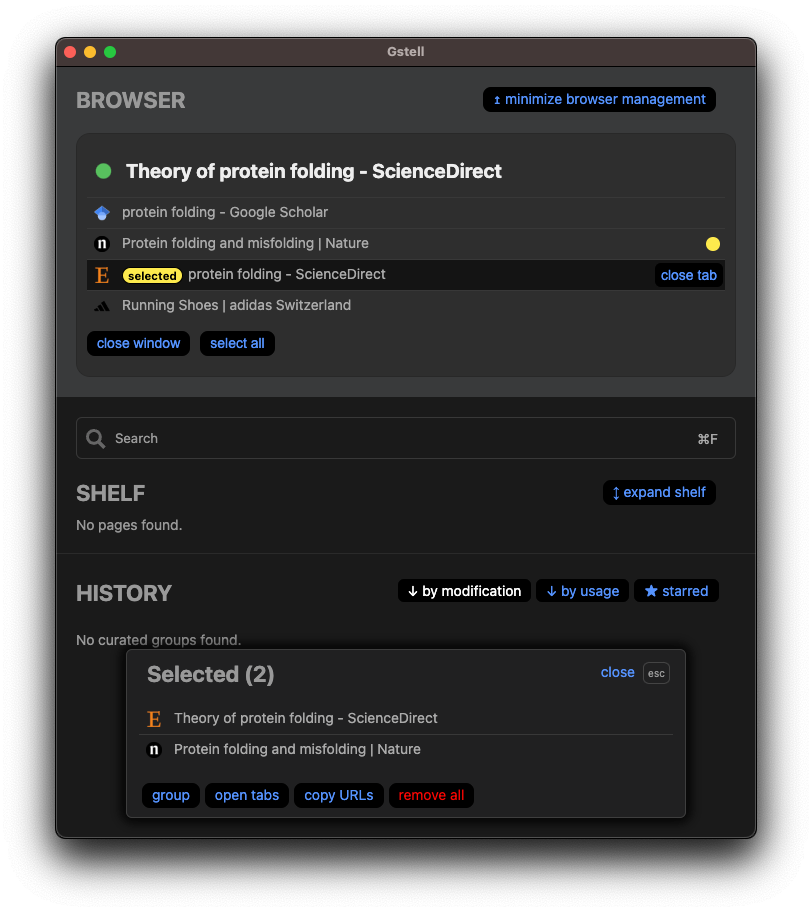 Gstell
BROWSER
↥ minimize browser management
Theory of protein folding - ScienceDirect
protein folding - Google Scholar
n Protein folding and misfolding | Nature
E selected protein folding - ScienceDirect close tab
Running Shoes | adidas Switzerland
close window select all
Search ⌘F
SHELF
↕ expand shelf
No pages found.
HISTORY
↓ by modification ↓ by usage ★ starred
No curated groups found.
Selected (2)
close esc
E Theory of protein folding - ScienceDirect
n Protein folding and misfolding | Nature
group open tabs copy URLs remove all